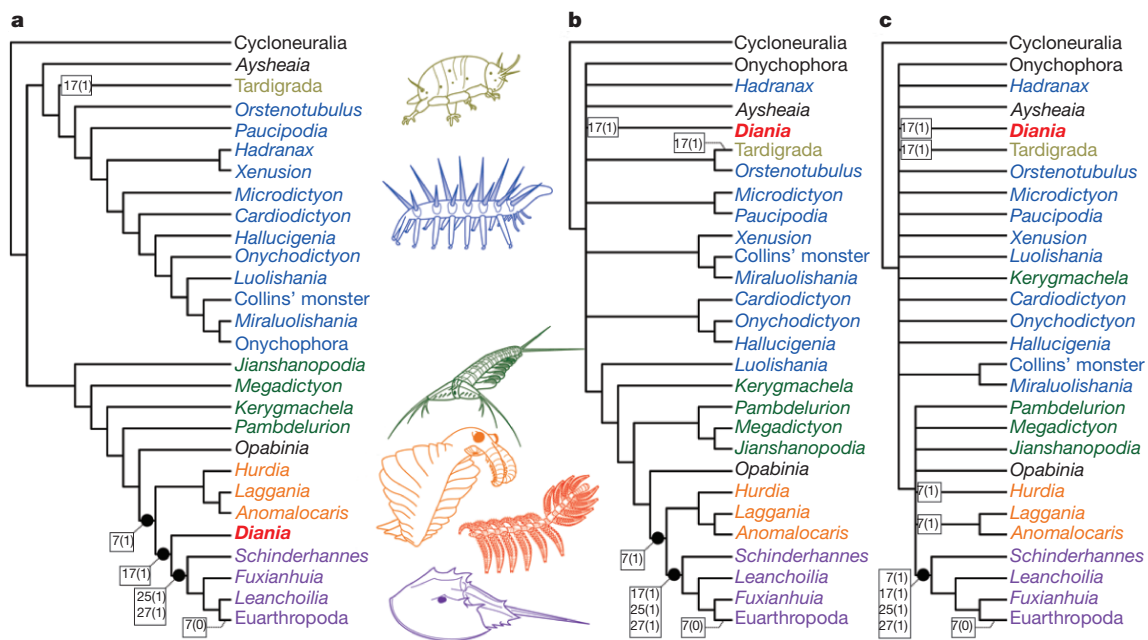 a
Cycloneuralia
Aysheaia
17(1)
Tardigrada
Orstenotubulus
Paucipodia
Hadranax
Xenusion
Microdictyon
Cardiodictyon
Hallucigenia
Onychodictyon
Luolishania
Collins' monster
Miraluolishania
Onychophora
Jianshanopodia
Megadictyon
Kerygmachela
Pambdelurion
Opabinia
Hurdia
Laggania
Anomalocaris
7(1)
Diania
17(1)
Schinderhannes
25(1)
27(1)
Fuxianhuia
Leanchoilia
7(0)
Euarthropoda
b
Cycloneuralia
Onychophora
Hadranax
Aysheaia
17(1)
Diania
17(1)
Tardigrada
Orstenotubulus
Microdictyon
Paucipodia
Xenusion
Collins' monster
Miraluolishania
Cardiodictyon
Onychodictyon
Hallucigenia
Luolishania
Kerygmachela
Pambdelurion
Megadictyon
Jianshanopodia
Opabinia
Hurdia
Laggania
Anomalocaris
7(1)
Schinderhannes
17(1)
25(1)
27(1)
Leanchoilia
Fuxianhuia
7(0)
Euarthropoda
c
Cycloneuralia
Onychophora
Hadranax
Aysheaia
17(1)
Diania
17(1)
Tardigrada
Orstenotubulus
Microdictyon
Paucipodia
Xenusion
Luolishania
Kerygmachela
Cardiodictyon
Onychodictyon
Hallucigenia
Collins' monster
Miraluolishania
Pambdelurion
Megadictyon
Jianshanopodia
Opabinia
7(1)
Hurdia
Laggania
7(1)
Anomalocaris
Schinderhannes
7(1)
17(1)
25(1)
27(1)
Leanchoilia
Fuxianhuia
7(0)
Euarthropoda